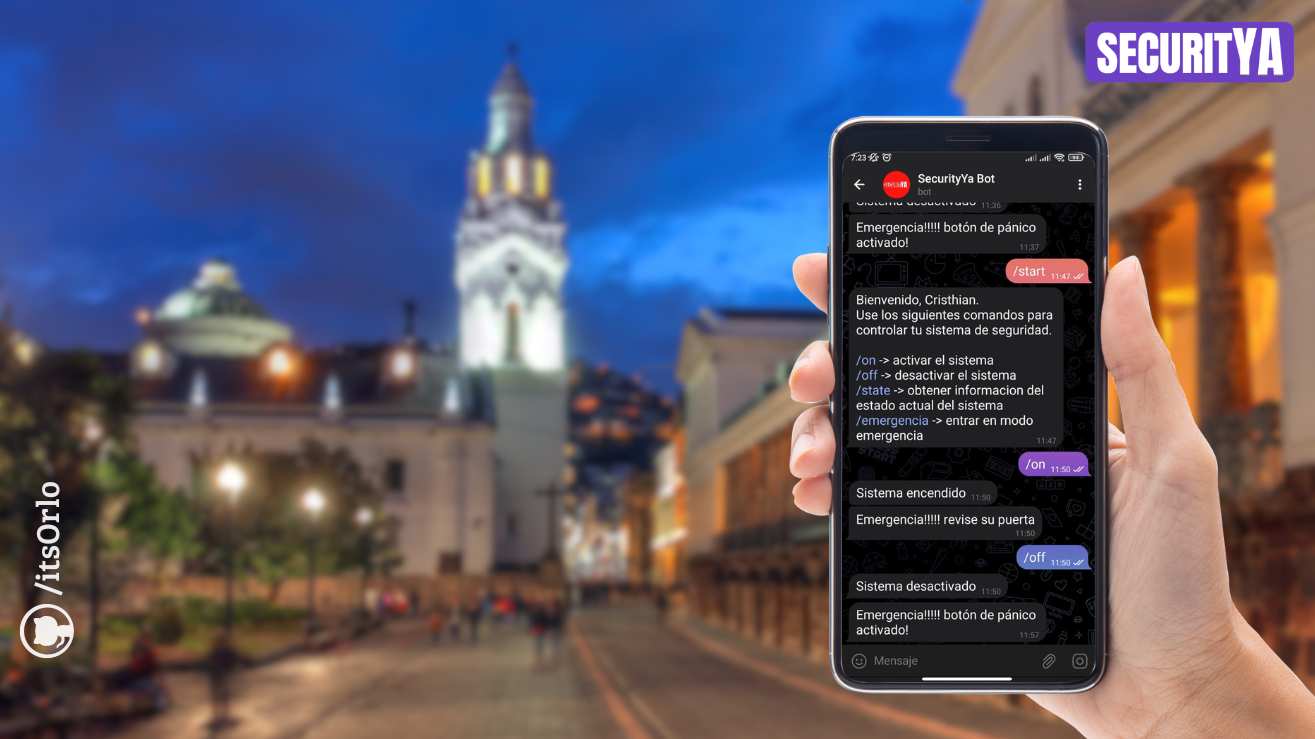 SECURITYA
7:23
SecurityYa Bot
bot
Sistema desactivado 11:36
Emergencia!!!!! botón de pánico
activado! 11:37
/start 11:47
Bienvenido, Cristhian.
Use los siguientes comandos para
controlar tu sistema de seguridad.
/on -> activar el sistema
/off -> desactivar el sistema
/state -> obtener informacion del
estado actual del sistema
/emergencia -> entrar en modo
emergencia 11:47
/on 11:50
Sistema encendido 11:50
Emergencia!!!!! revise su puerta
11:50
/off 11:50
Sistema desactivado 11:50
Emergencia!!!!! botón de pánico
activado! 11:57
Mensaje
/itsOrlo